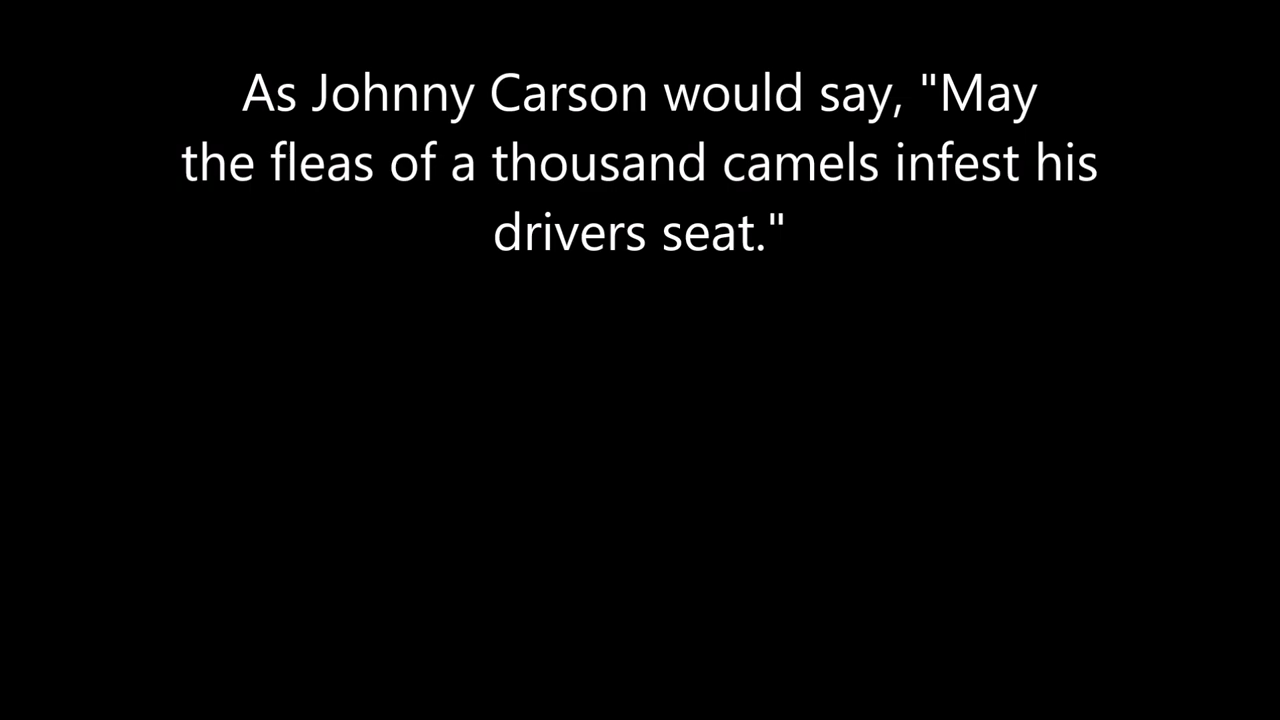 As Johnny Carson would say, "May
the fleas of a thousand camels infest his
drivers seat."